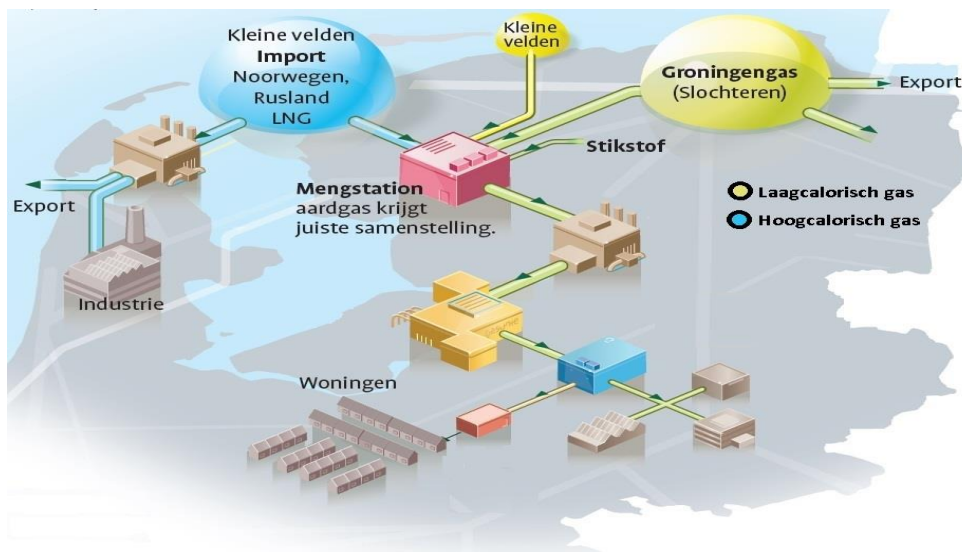 Kleine velden
Import
Noorwegen,
Rusland
LNG
Kleine
velden
Groningengas
(Slochteren)
Export
Stikstof
Mengstation
aardgas krijgt
juiste samenstelling.
Laagcalorisch gas
Hoogcalorisch gas
Export
Industrie
Woningen